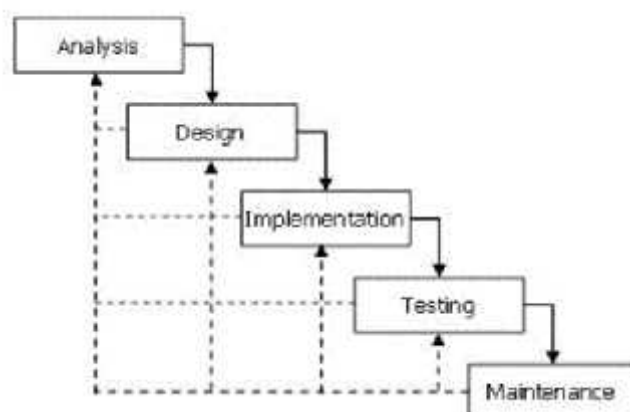 Analysis
Design
Implementation
Testing
Maintenance